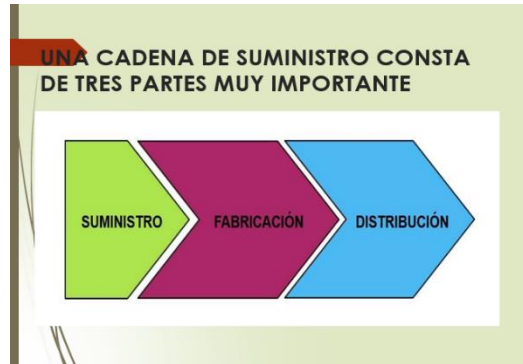 UNA CADENA DE SUMINISTRO CONSTA
DE TRES PARTES MUY IMPORTANTE
SUMINISTRO
FABRICACIÓN
DISTRIBUCIÓN